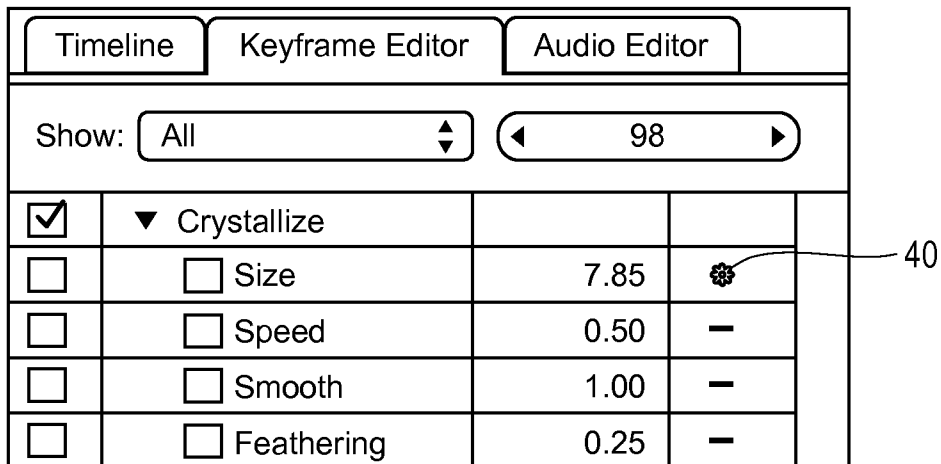 Timeline Keyframe Editor Audio Editor
Show: All 98
Crystallize
Size 7.85 40
Speed 0.50
Smooth 1.00
Feathering 0.25